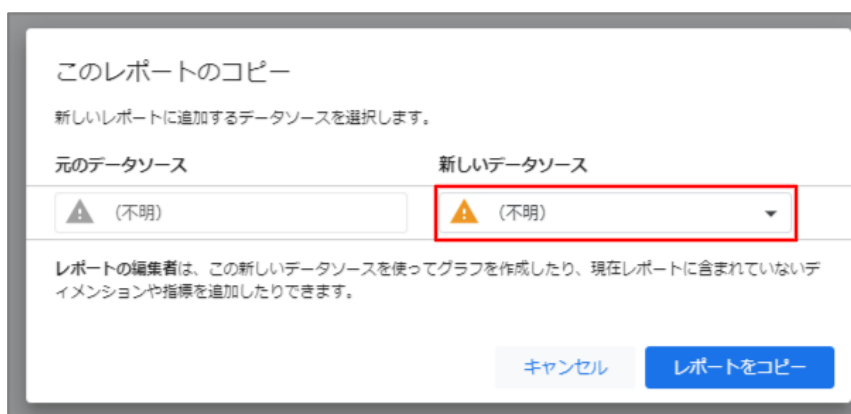 このレポートのコピー
新しいレポートに追加するデータソースを選択します。
元のデータソース
新しいデータソース
(不明)
(不明)
レポートの編集者は、この新しいデータソースを使ってグラフを作成したり、現在レポートに含まれていないデ
ィメンションや指標を追加したりできます。
キャンセル
レポートをコピー